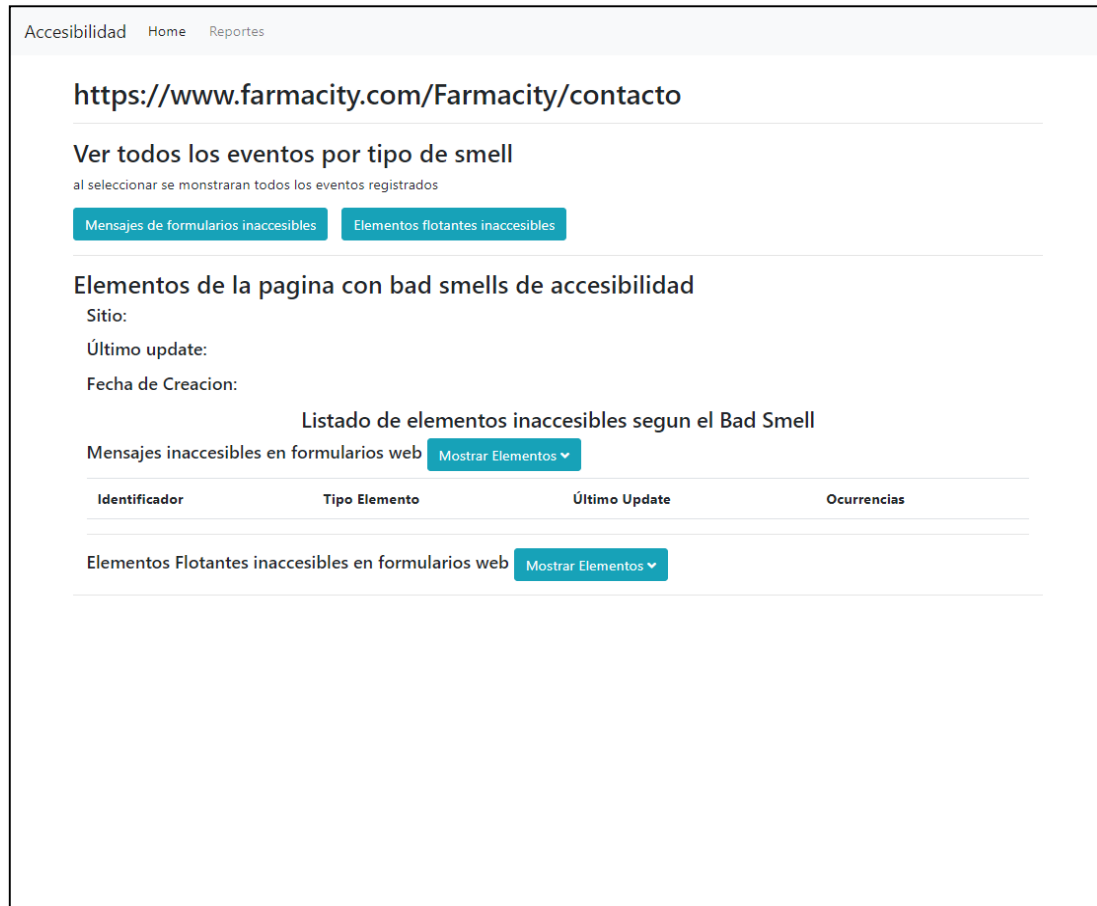 Accesibilidad Home Reportes
https://www.farmacity.com/Farmacity/contacto
Ver todos los eventos por tipo de smell
al seleccionar se monstraran todos los eventos registrados
Mensajes de formularios inaccesibles Elementos flotantes inaccesibles
Elementos de la pagina con bad smells de accesibilidad
Sitio:
Último update:
Fecha de Creacion:
Listado de elementos inaccesibles segun el Bad Smell
Mensajes inaccesibles en formularios web Mostrar Elementos
Identificador Tipo Elemento Último Update Ocurrencias
Elementos Flotantes inaccesibles en formularios web Mostrar Elementos